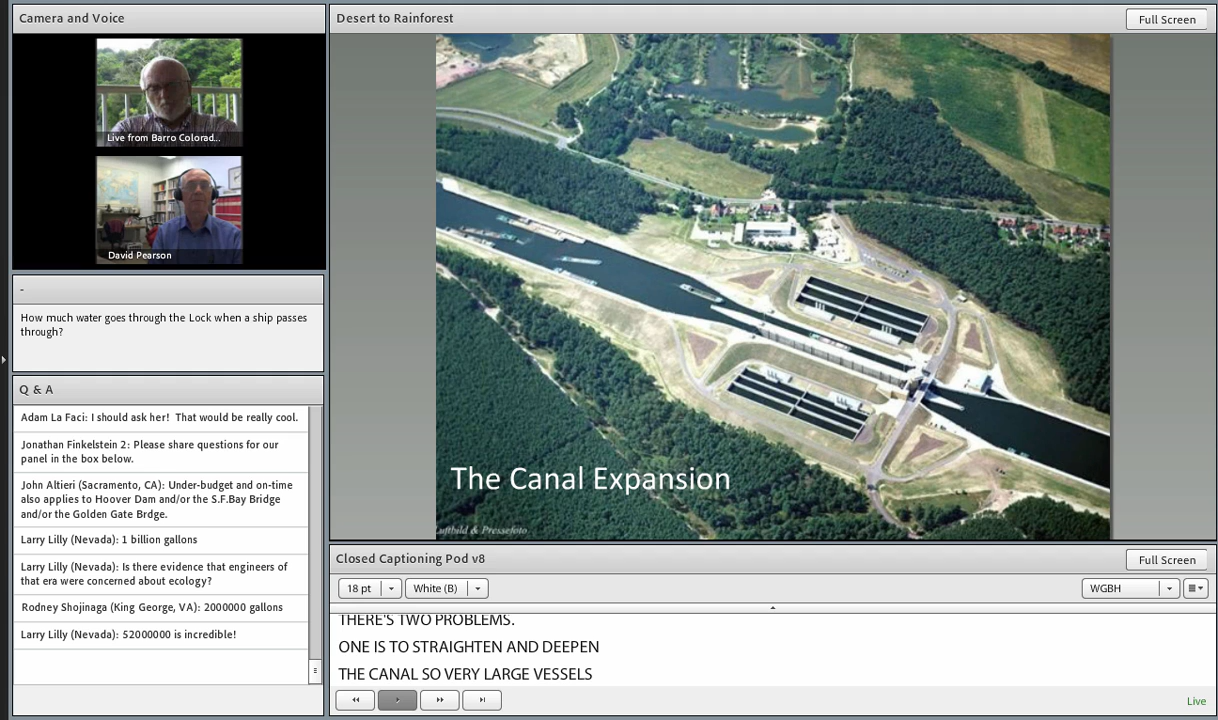 Camera and Voice
Live from Barro Colorad...
David Pearson
-
How much water goes through the Lock when a ship passes
through?
Q & A
Adam La Faci: I should ask her!  That would be really cool.
Jonathan Finkelstein 2: Please share questions for our
panel in the box below.
John Altieri (Sacramento, CA): Under-budget and on-time
also applies to Hoover Dam and/or the S.F.Bay Bridge
and/or the Golden Gate Brdge.
Larry Lilly (Nevada): 1 billion gallons
Larry Lilly (Nevada): Is there evidence that engineers of
that era were concerned about ecology?
Rodney Shojinaga (King George, VA): 2000000 gallons
Larry Lilly (Nevada): 52000000 is incredible!
Desert to Rainforest
Full Screen
The Canal Expansion
Luftbild & Pressefoto
Closed Captioning Pod v8
Full Screen
18 pt
White (B)
WGBH
THERE'S TWO PROBLEMS.
ONE IS TO STRAIGHTEN AND DEEPEN
THE CANAL SO VERY LARGE VESSELS
Live